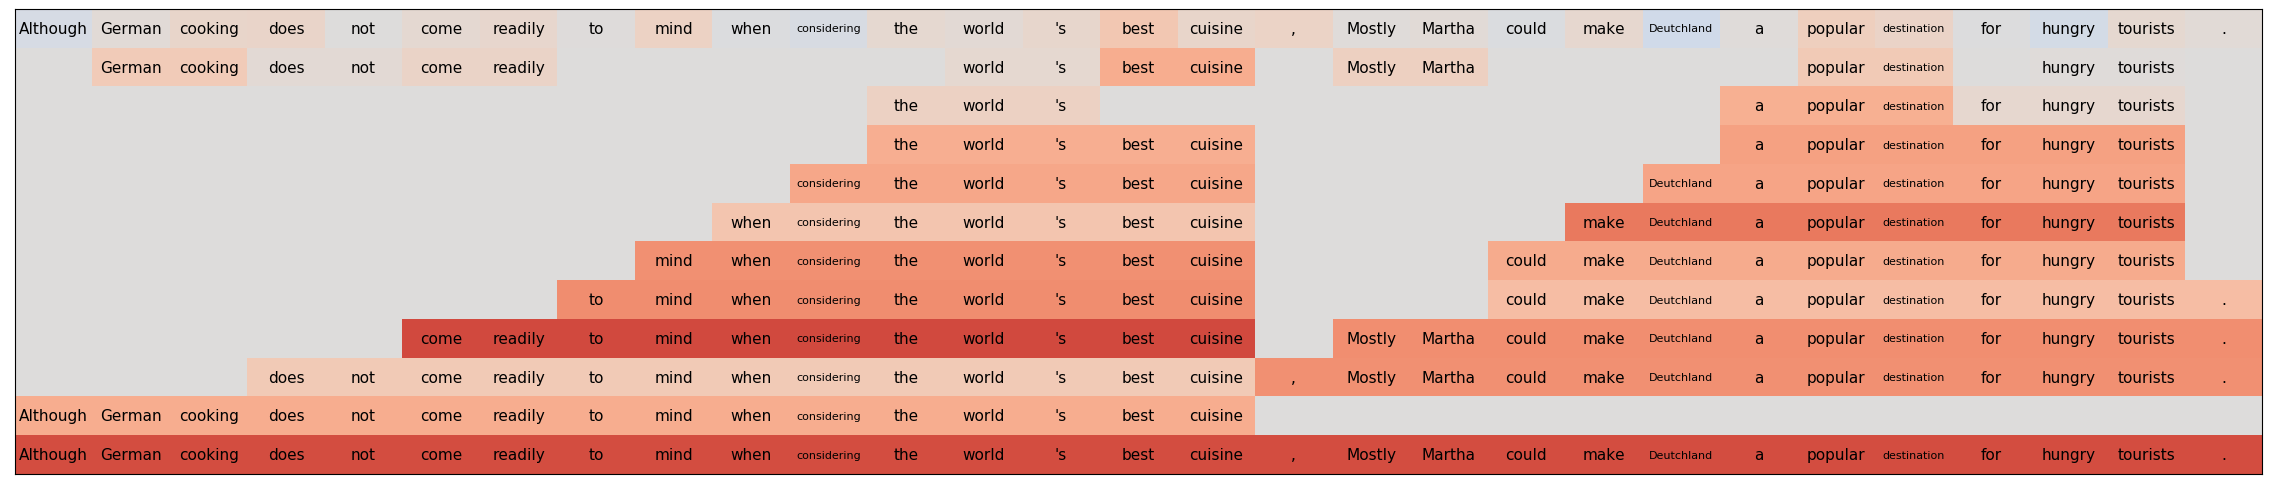 Although German cooking does not come readily to mind when considering the world 's best cuisine , Mostly Martha could make Deutchland a popular destination for hungry tourists .
German cooking does not come readily world 's best cuisine Mostly Martha popular destination hungry tourists
the world 's a popular destination for hungry tourists
the world 's best cuisine a popular destination for hungry tourists
considering the world 's best cuisine Deutchland a popular destination for hungry tourists
when considering the world 's best cuisine make Deutchland a popular destination for hungry tourists
mind when considering the world 's best cuisine could make Deutchland a popular destination for hungry tourists
to mind when considering the world 's best cuisine could make Deutchland a popular destination for hungry tourists .
come readily to mind when considering the world 's best cuisine Mostly Martha could make Deutchland a popular destination for hungry tourists .
does not come readily to mind when considering the world 's best cuisine , Mostly Martha could make Deutchland a popular destination for hungry tourists .
Although German cooking does not come readily to mind when considering the world 's best cuisine
Although German cooking does not come readily to mind when considering the world 's best cuisine , Mostly Martha could make Deutchland a popular destination for hungry tourists .